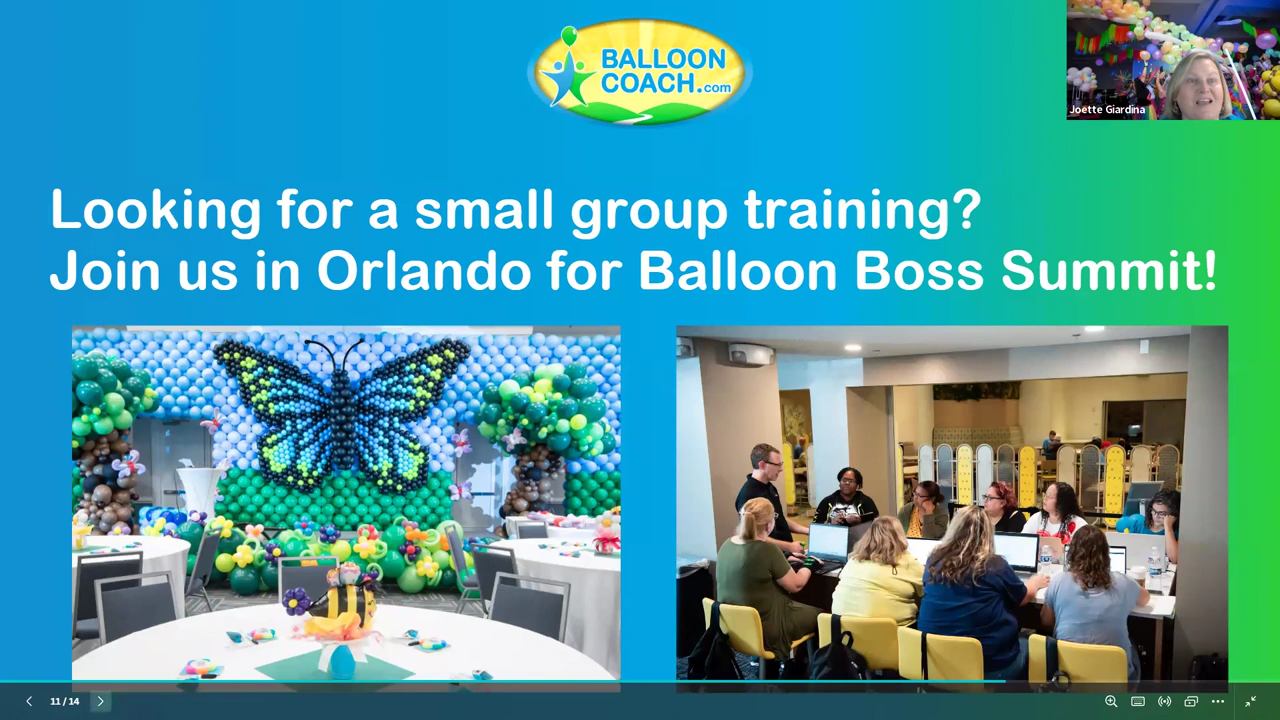 BALLOON
COACH.com
Joette Giardina
Looking for a small group training?
Join us in Orlando for Balloon Boss Summit!
11 / 14